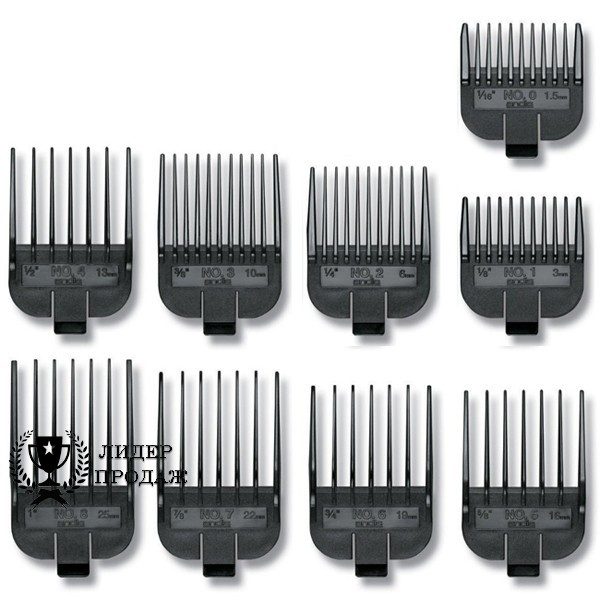 1/16" NO. 0 1.5mm
andis
1/2" NO. 4 13mm
andis
3/8" NO. 3 10mm
andis
1/4" NO. 2 6mm
andis
1/8" NO. 1 3mm
andis
ЛИДЕР
ПРОДАЖ
1" NO. 8 25mm
andis
7/8" NO. 7 22mm
andis
3/4" NO. 6 19mm
andis
5/8" NO. 5 16mm
andis